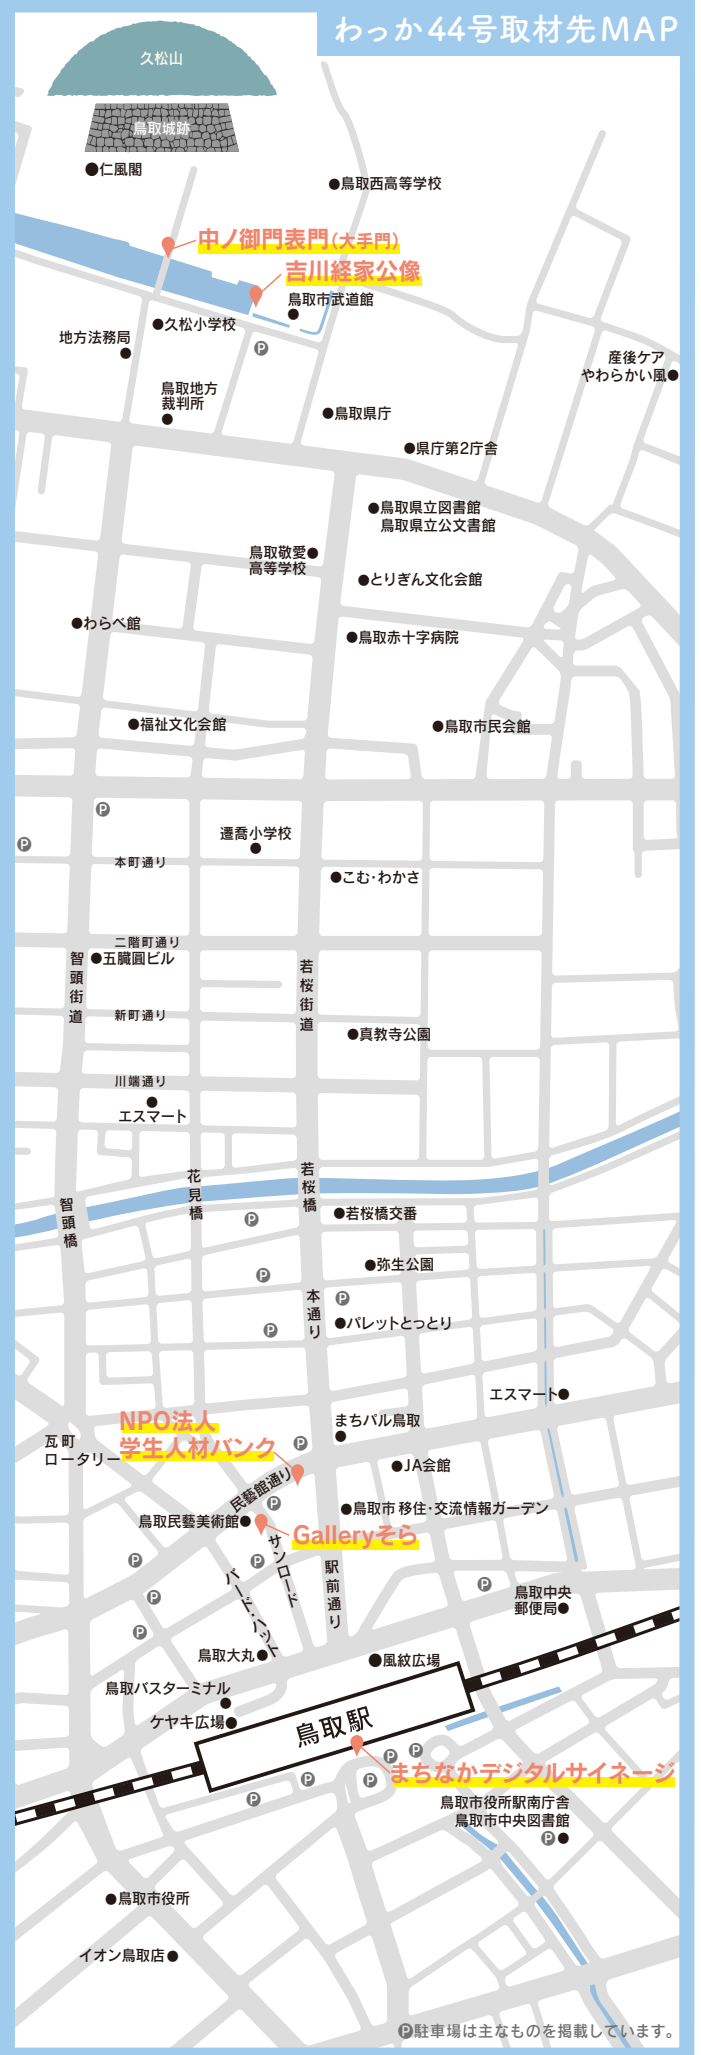 わっか44号取材先MAP
久松山
鳥取城跡
●仁風閣
●鳥取西高等学校
中ノ御門表門(大手門)
吉川経家公像
鳥取市武道館
●久松小学校
地方法務局
P
産後ケア
やわらかい風●
鳥取地方
裁判所
●鳥取県庁
●県庁第2庁舎
●鳥取県立図書館
鳥取県立公文書館
鳥取敬愛●
高等学校
●とりぎん文化会館
●わらべ館
●鳥取赤十字病院
●福祉文化会館
●鳥取市民会館
P
遷喬小学校
P
本町通り
●こむ・わかさ
二階町通り
●五臓圓ビル
智頭街道
若桜街道
新町通り
●真教寺公園
川端通り
エスマート
花見橋
若桜橋
智頭橋
P
●若桜橋交番
●弥生公園
P
本通り
P
P
●パレットとっとり
エスマート●
NPO法人
学生人材バンク
まちパル鳥取
瓦町
ロータリー
P
●JA会館
民藝館通り
P
鳥取民藝美術館●
●鳥取市 移住・交流情報ガーデン
Galleryそら
サンロード
P
P
バード・ハット
駅前通り
P
P
鳥取中央
郵便局●
P
鳥取大丸●
●風紋広場
鳥取バスターミナル
ケヤキ広場●
鳥取駅
P
P
まちなかデジタルサイネージ
P
P
P
鳥取市役所駅南庁舎
鳥取市中央図書館
P●
●鳥取市役所
イオン鳥取店●
P駐車場は主なものを掲載しています。